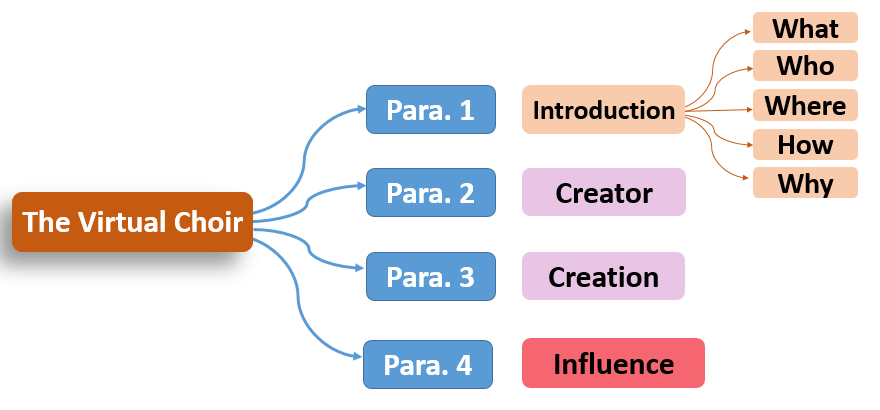 The Virtual Choir
Para. 1
Introduction
What
Who
Where
How
Why
Para. 2
Creator
Para. 3
Creation
Para. 4
Influence